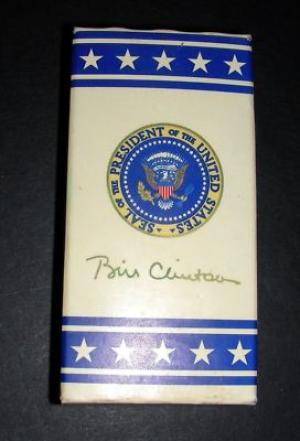 SEAL OF THE PRESIDENT OF THE UNITED STATES
Bill Clinton